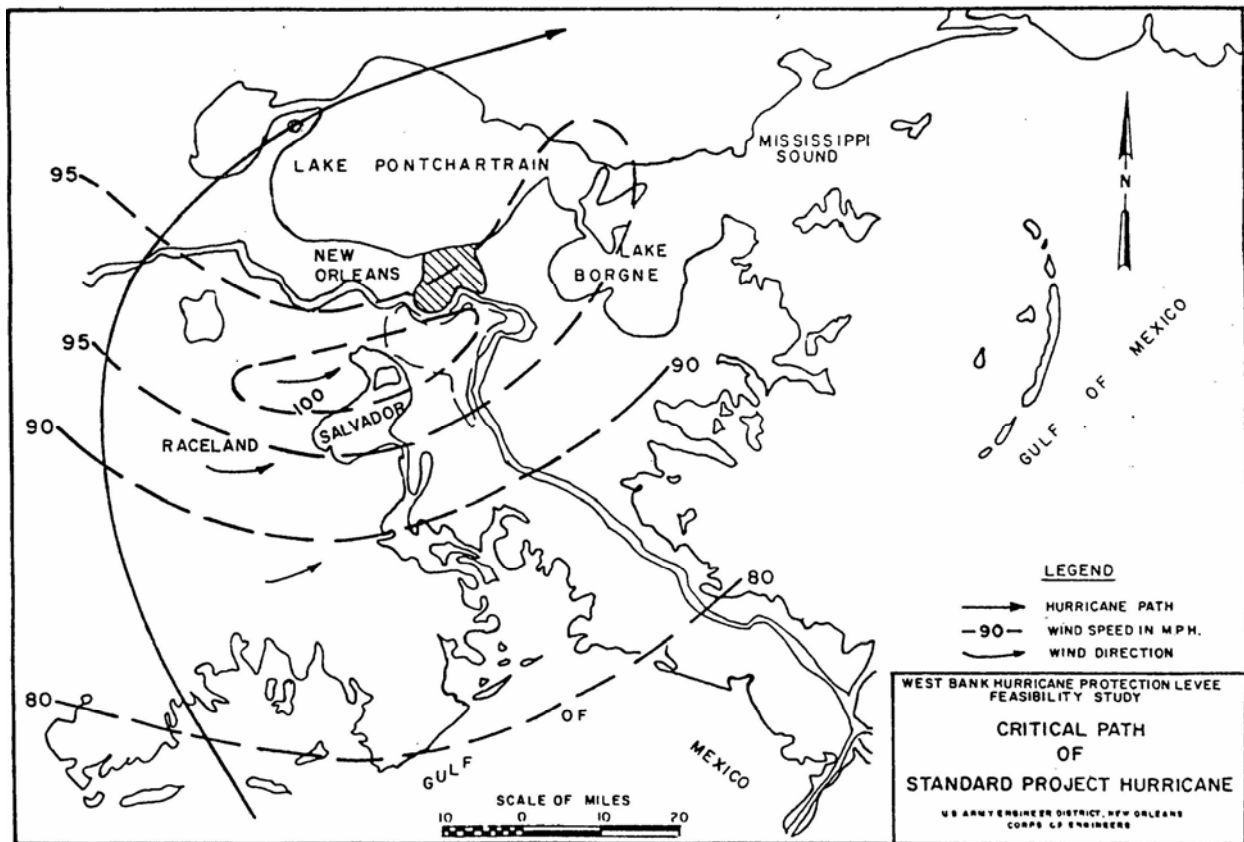 95
LAKE PONTCHARTRAIN
MISSISSIPPI
SOUND
N
NEW
ORLEANS
LAKE
BORGNE
95
100
SALVADOR
90
90
RACELAND
GULF OF MEXICO
80
80
GULF OF MEXICO
LEGEND
HURRICANE PATH
-90- WIND SPEED IN M.P.H.
WIND DIRECTION
SCALE OF MILES
10 0 10 20
WEST BANK HURRICANE PROTECTION LEVEE
FEASIBILITY STUDY
CRITICAL PATH
OF
STANDARD PROJECT HURRICANE
US ARMY ENGINEER DISTRICT, NEW ORLEANS
CORPS OF ENGINEERS